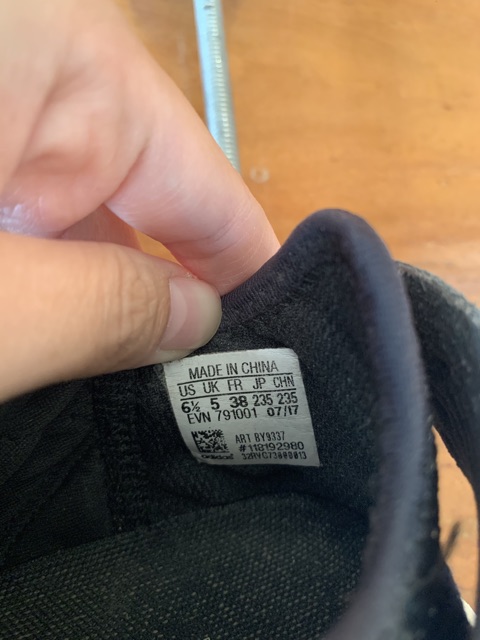 MADE IN CHINA
US UK FR JP CHN
6½ 5 38 235 235
EVN 791001 07/17
ART BY9337
#118192980
adidas